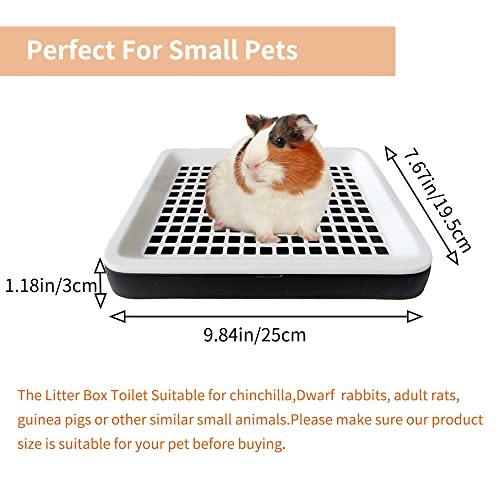 Perfect For Small Pets
7.67in/19.5cm
1.18in/3cm
9.84in/25cm
The Litter Box Toilet Suitable for chinchilla,Dwarf  rabbits, adult rats,
guinea pigs or other similar small animals.Please make sure our product
size is suitable for your pet before buying.